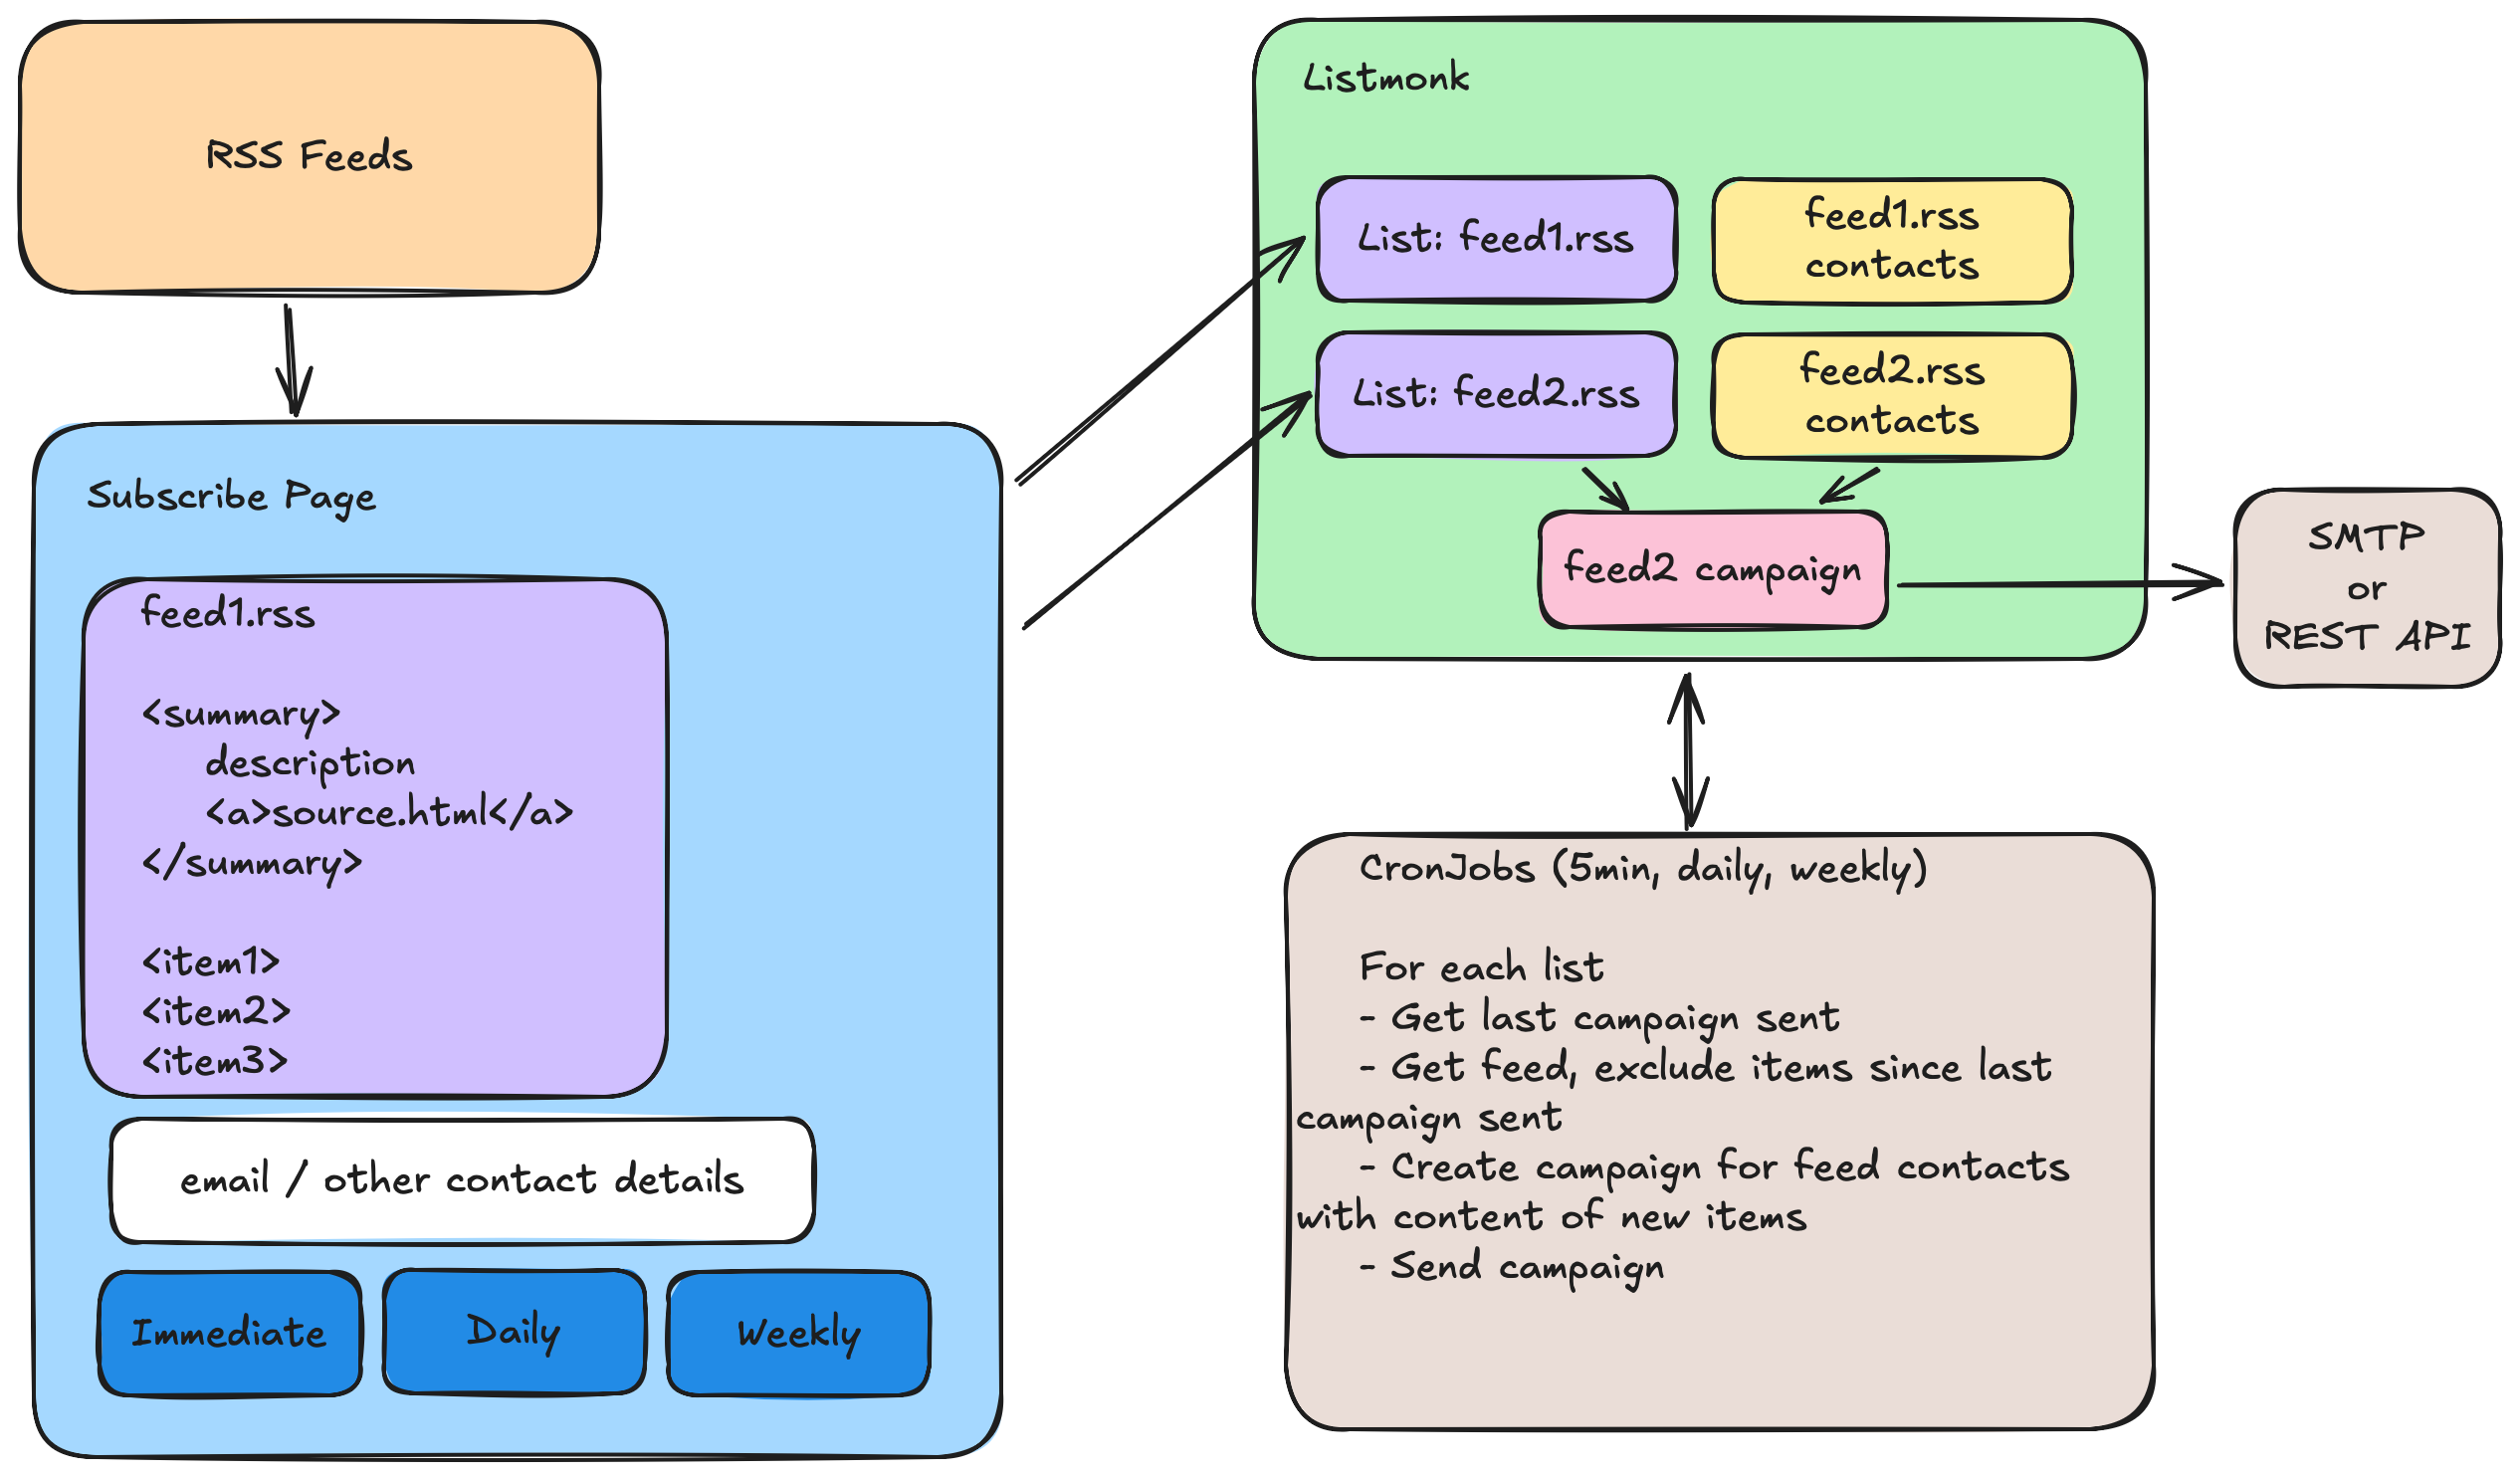 RSS Feeds
Subscribe Page
feed1.rss
<summary>
description
<a>source.html</a>
</summary>
<item1>
<item2>
<item3>
email / other contact details
Immediate
Daily
Weekly
Listmonk
List: feed1.rss
feed1.rss
contacts
List: feed2.rss
feed2.rss
contacts
feed2 campaign
SMTP
or
REST API
CronJobs (5min, daily, weekly)
For each list
- Get last campaign sent
- Get feed, exclude items since last
campaign sent
- Create campaign for feed contacts
with content of new items
- Send campaign